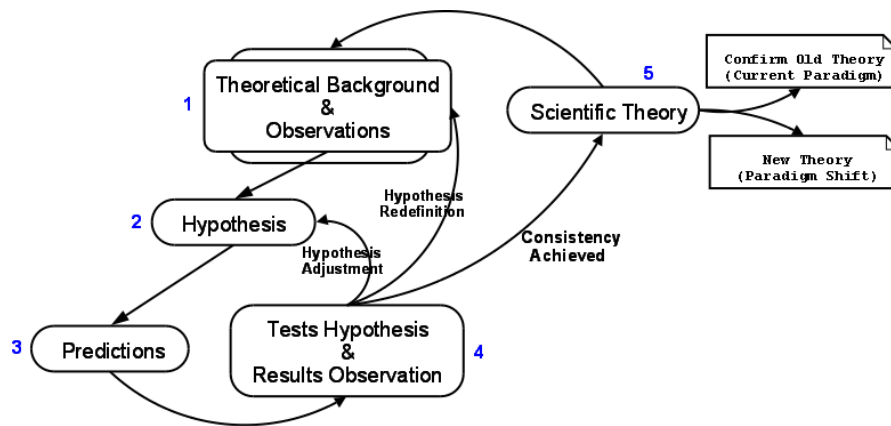 1
Theoretical Background
&
Observations
2
Hypothesis
3
Predictions
4
Tests Hypothesis
&
Results Observation
Hypothesis
Adjustment
Hypothesis
Redefinition
Consistency
Achieved
5
Scientific Theory
Confirm Old Theory
(Current Paradigm)
New Theory
(Paradigm Shift)